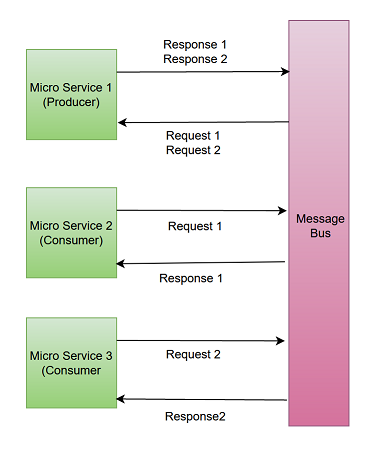 Response 1
Response 2
Micro Service 1
(Producer)
Request 1
Request 2
Micro Service 2
(Consumer)
Request 1
Message
Bus
Response 1
Micro Service 3
(Consumer
Request 2
Response2